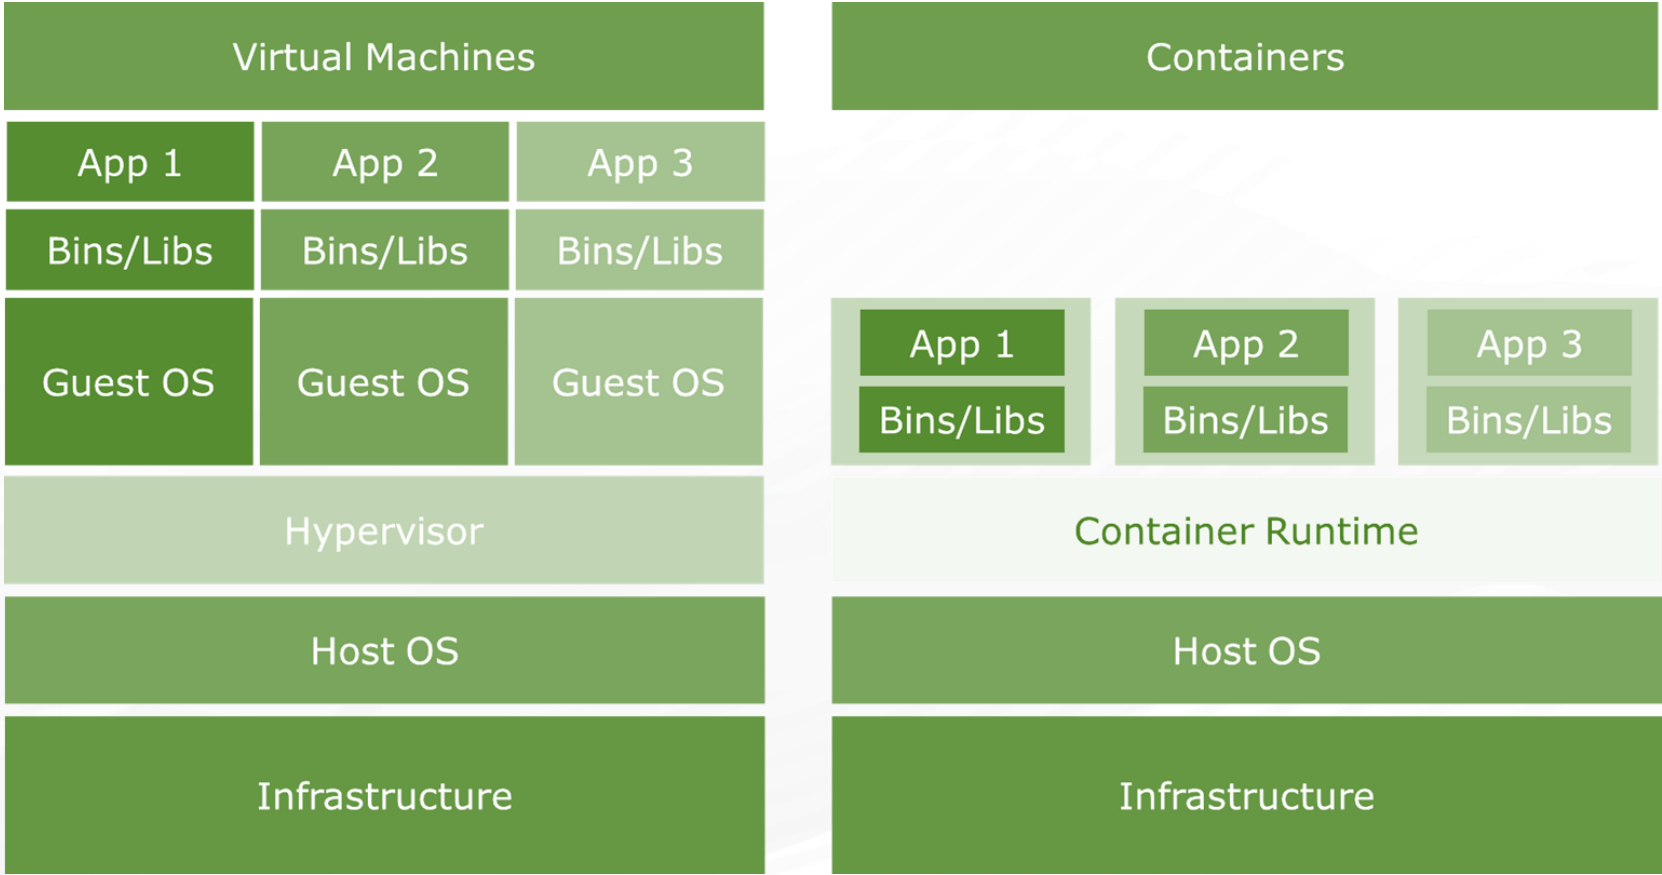 Virtual Machines
App 1
App 2
App 3
Bins/Libs
Bins/Libs
Bins/Libs
Guest OS
Guest OS
Guest OS
Hypervisor
Host OS
Infrastructure
Containers
App 1
Bins/Libs
App 2
Bins/Libs
App 3
Bins/Libs
Container Runtime
Host OS
Infrastructure